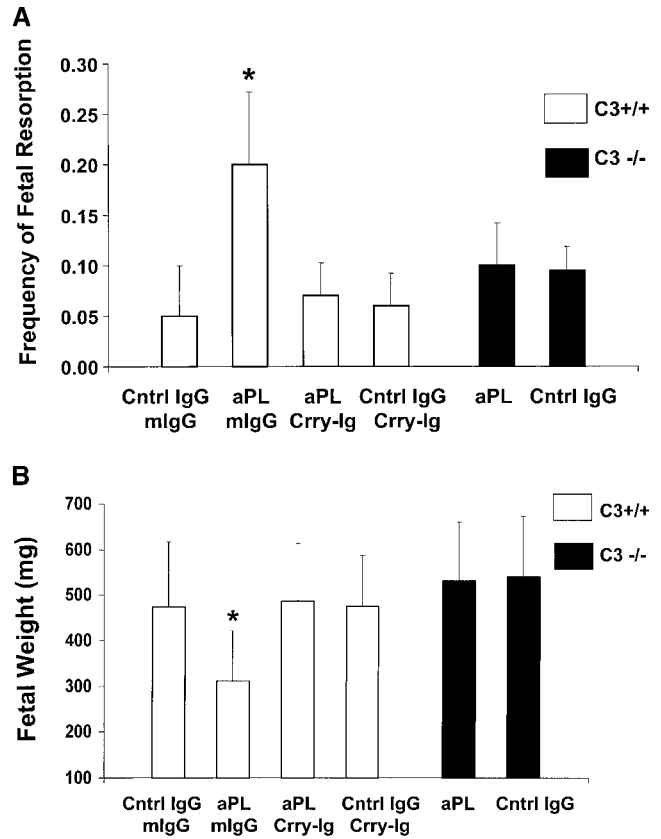 A
Frequency of Fetal Resorption
0.30
0.25
0.20
0.15
0.10
0.05
0.00
*
C3+/+
C3 -/-
Cntrl IgG
mIgG
aPL
mIgG
aPL
Crry-Ig
Cntrl IgG
Crry-Ig
aPL
Cntrl IgG
B
Fetal Weight (mg)
700
600
500
400
300
200
100
*
C3+/+
C3 -/-
Cntrl IgG
mIgG
aPL
mIgG
aPL
Crry-Ig
Cntrl IgG
Crry-Ig
aPL
Cntrl IgG